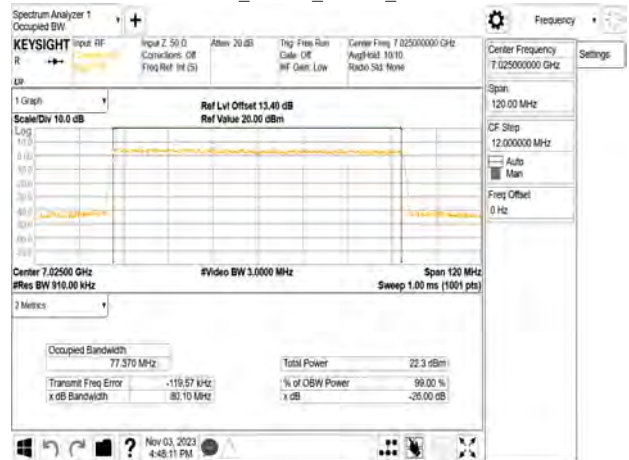 Spectrum Analyzer 1
Occupied BW
Frequency
KEYSIGHT
Input: RF
Input Z: 50 Ω
Corrections: Off
Freq Ref: Int (S)
Atten: 20 dB
Trig: Free Run
Gate: Off
#IF Gain: Low
Center Freq: 7.025000000 GHz
Avg|Hold: 10/10
Radio Std: None
Center Frequency
7.025000000 GHz
Settings
Span
120.00 MHz
CF Step
12.000000 MHz
Auto
Man
Freq Offset
0 Hz
1 Graph
Scale/Div 10.0 dB
Ref Lvl Offset 13.40 dB
Ref Value 20.00 dBm
Log
Center 7.02500 GHz
#Res BW 910.00 kHz
#Video BW 3.0000 MHz
Span 120 MHz
Sweep 1.00 ms (1001 pts)
2 Metrics
Occupied Bandwidth
77.370 MHz
Total Power 22.3 dBm
Transmit Freq Error -119.57 kHz
% of OBW Power 99.00 %
x dB Bandwidth 80.10 MHz
x dB -26.00 dB
Nov 03, 2023
4:48:11 PM